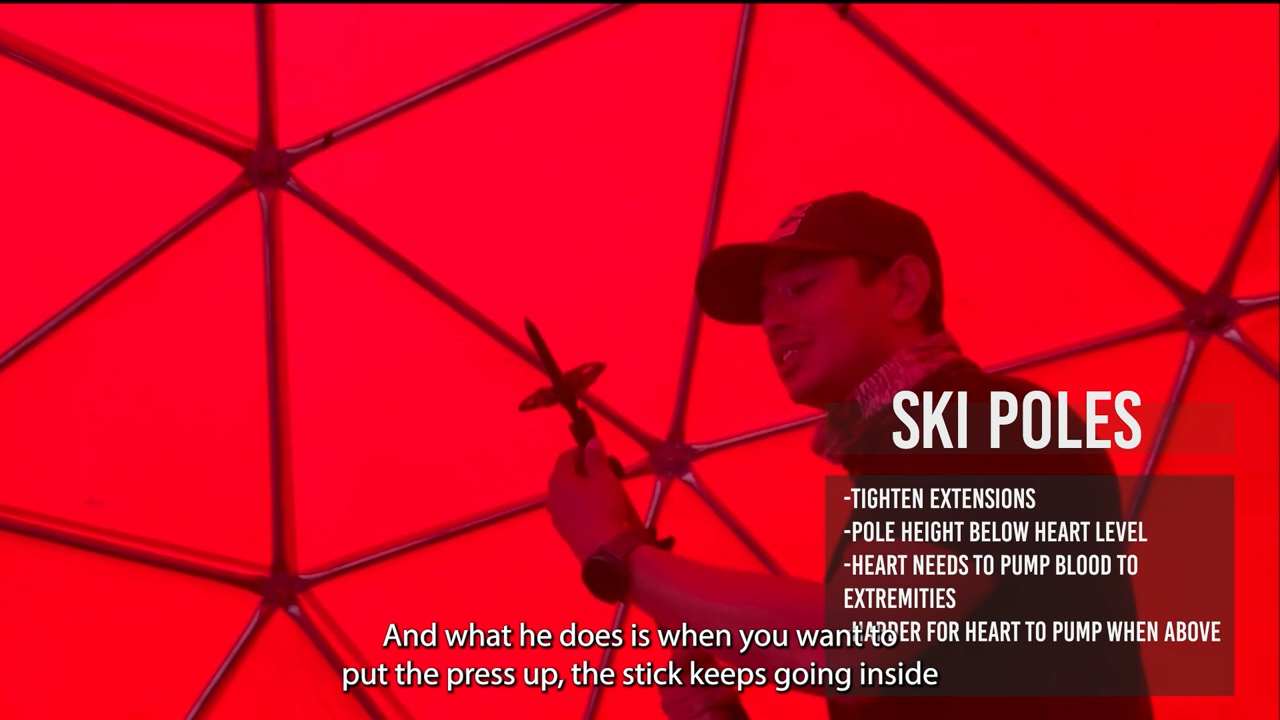 SKI POLES
-TIGHTEN EXTENSIONS
-POLE HEIGHT BELOW HEART LEVEL
-HEART NEEDS TO PUMP BLOOD TO
EXTREMITIES
-HARDER FOR HEART TO PUMP WHEN ABOVE
And what he does is when you want to
put the press up, the stick keeps going inside